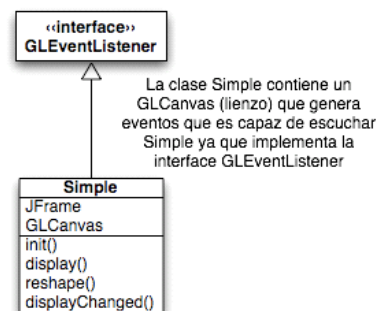 ‹‹interface››
GLEventListener
La clase Simple contiene un
GLCanvas (lienzo) que genera
eventos que es capaz de escuchar
Simple ya que implementa la
interface GLEventListener
Simple
JFrame
GLCanvas
init()
display()
reshape()
displayChanged()